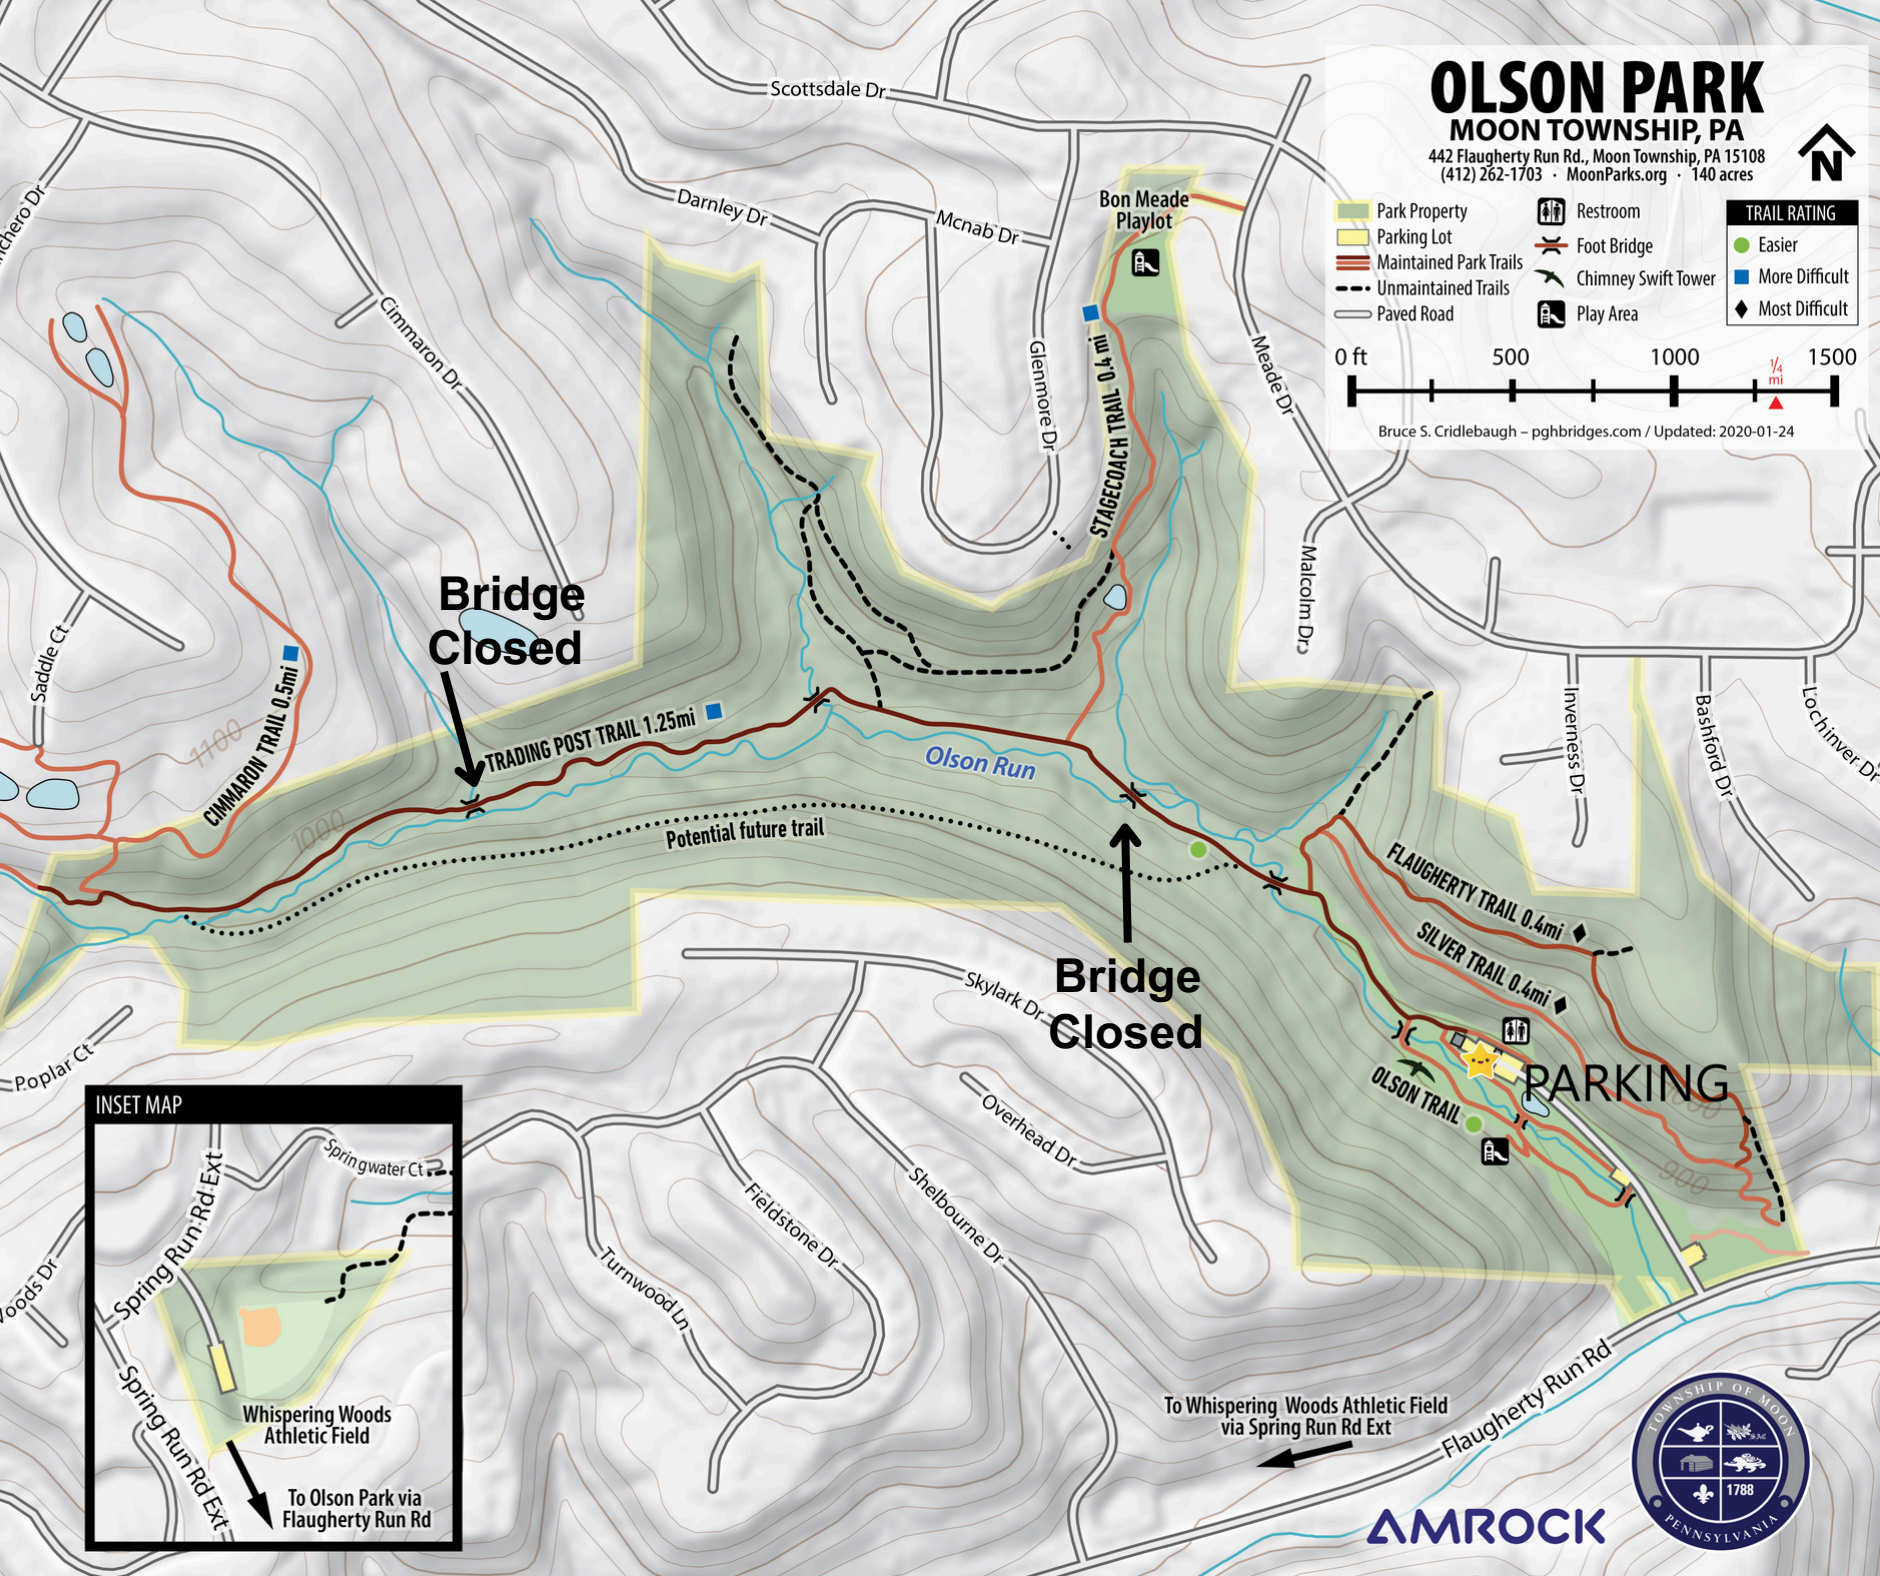 OLSON PARK
MOON TOWNSHIP, PA
442 Flaugherty Run Rd., Moon Township, PA 15108
(412) 262-1703 · MoonParks.org · 140 acres
N
Park Property
Parking Lot
Maintained Park Trails
Unmaintained Trails
Paved Road
Restroom
Foot Bridge
Chimney Swift Tower
Play Area
TRAIL RATING
Easier
More Difficult
Most Difficult
0 ft 500 1000 1500
1/4
mi
Bruce S. Cridlebaugh – pghbridges.com / Updated: 2020-01-24
Scottsdale Dr
Darnley Dr
Mcnab Dr
Bon Meade
Playlot
Cimmaron Dr
Glenmore Dr
Meade Dr
STAGECOACH TRAIL 0.4 mi
Malcolm Dr
Saddle Ct
Bridge
Closed
1100
CIMMARON TRAIL 0.5mi
TRADING POST TRAIL 1.25mi
Olson Run
1000
Potential future trail
Inverness Dr
Bashford Dr
Lochinver Dr
FLAUGHERTY TRAIL 0.4mi
SILVER TRAIL 0.4mi
Skylark Dr
Bridge
Closed
OLSON TRAIL
PARKING
900
Poplar Ct
Overhead Dr
Shelbourne Dr
Fieldstone Dr
Turnwood Ln
INSET MAP
Springwater Ct
Spring Run Rd Ext
Spring Run Rd Ext
Whispering Woods
Athletic Field
To Olson Park via
Flaugherty Run Rd
To Whispering Woods Athletic Field
via Spring Run Rd Ext
Flaugherty Run Rd
AMROCK
TOWNSHIP OF MOON
S.A.C
1788
PENNSYLVANIA